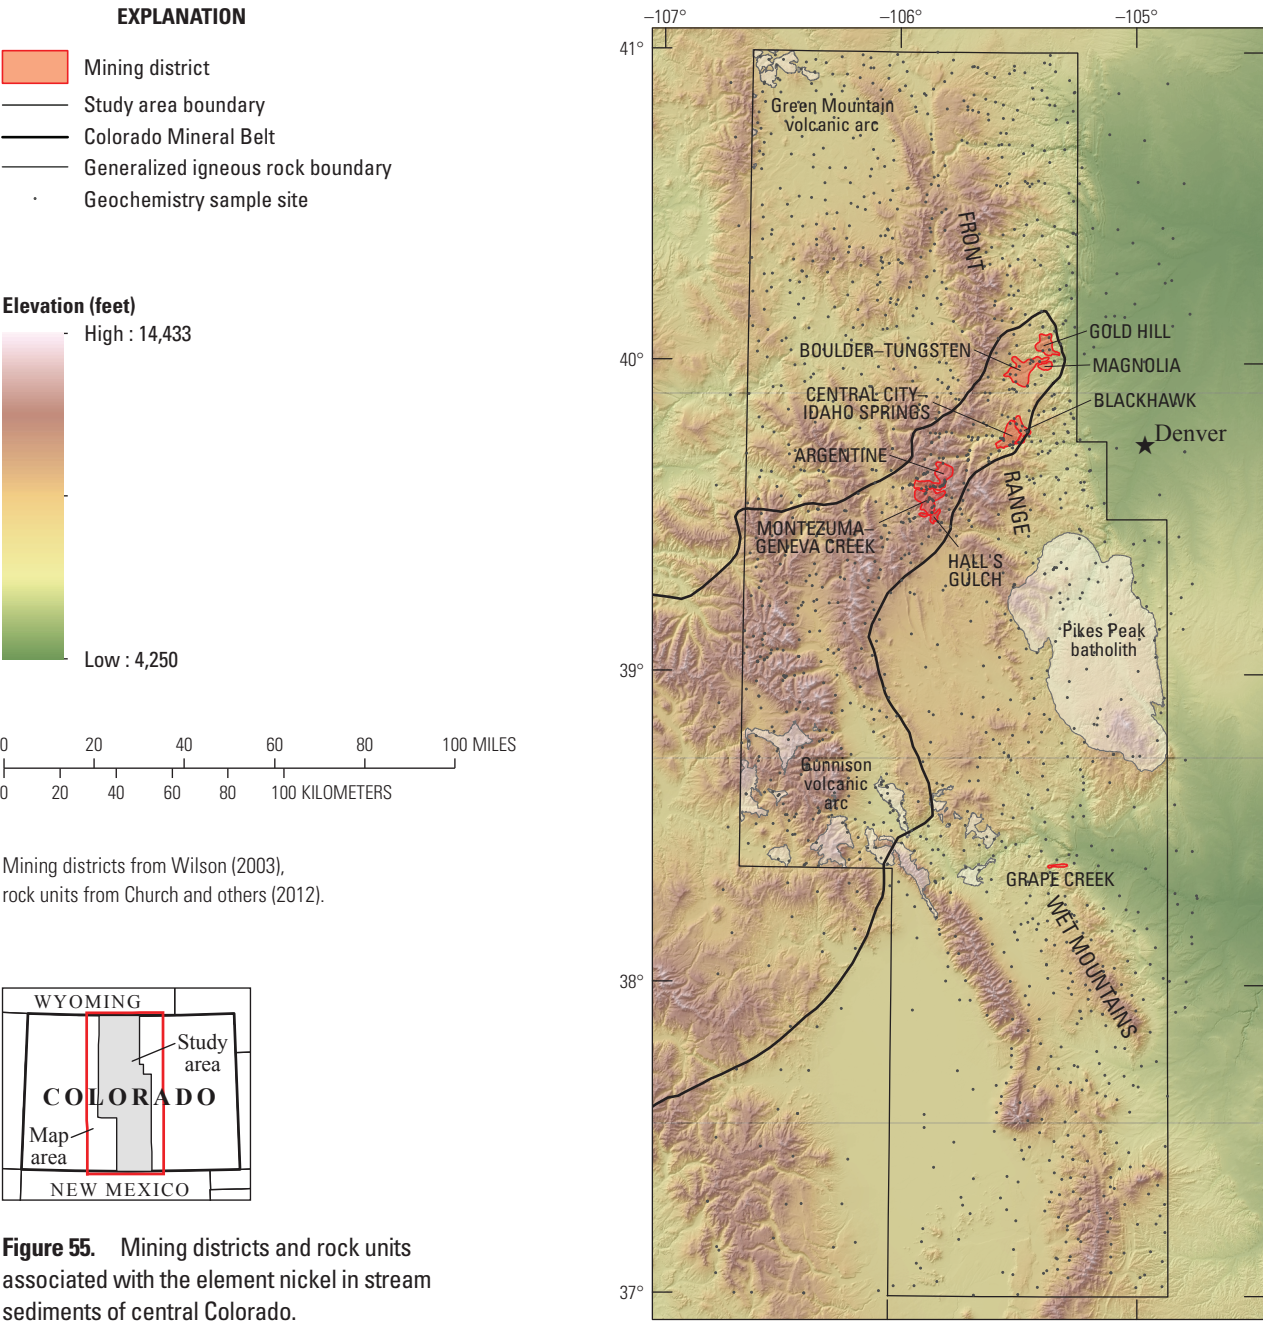 EXPLANATION
Mining district
Study area boundary
Colorado Mineral Belt
Generalized igneous rock boundary
Geochemistry sample site
Elevation (feet)
High : 14,433
Low : 4,250
0 20 40 60 80 100 MILES
0 20 40 60 80 100 KILOMETERS
Mining districts from Wilson (2003),
rock units from Church and others (2012).
WYOMING
Study
area
COLORADO
Map
area
NEW MEXICO
Figure 55. Mining districts and rock units
associated with the element nickel in stream
sediments of central Colorado.
–107° –106° –105°
41°
40°
39°
38°
37°
Green Mountain
volcanic arc
FRONT
GOLD HILL
BOULDER–TUNGSTEN
MAGNOLIA
CENTRAL CITY–
IDAHO SPRINGS
BLACKHAWK
Denver
ARGENTINE
RANGE
MONTEZUMA–
GENEVA CREEK
HALL'S
GULCH
Pikes Peak
batholith
Gunnison
volcanic
arc
GRAPE CREEK
WET MOUNTAINS